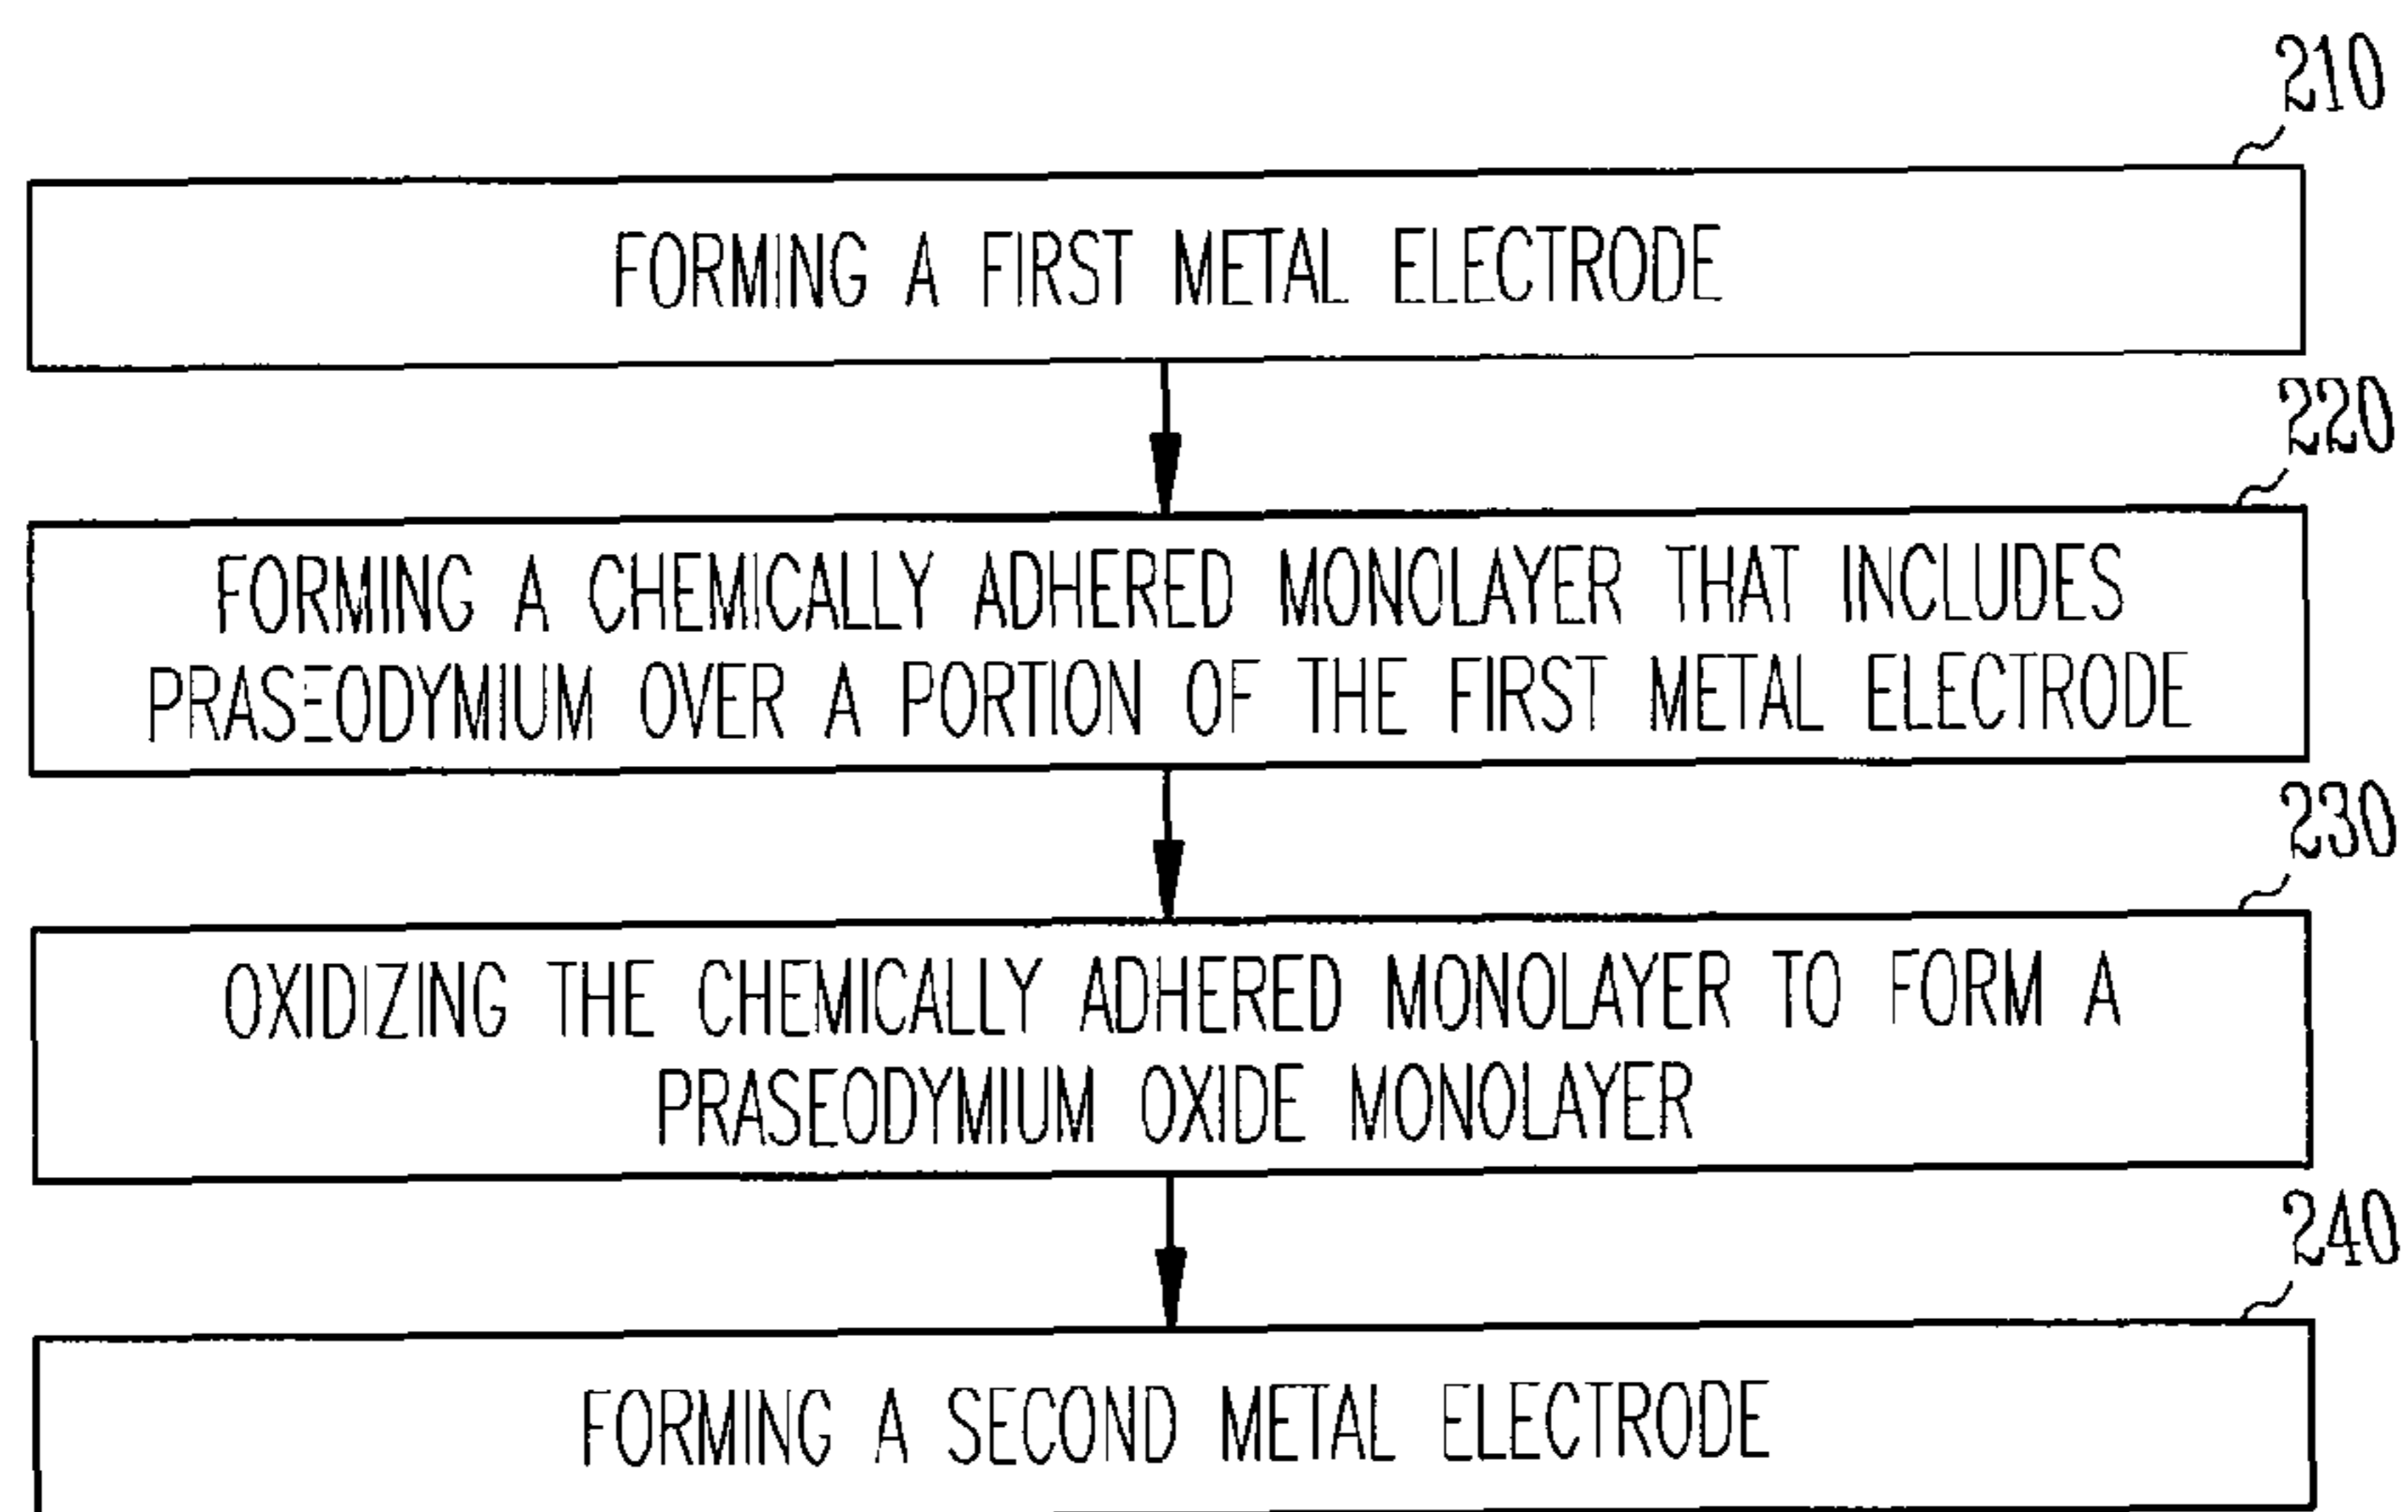 210
FORMING A FIRST METAL ELECTRODE
220
FORMING A CHEMICALLY ADHERED MONOLAYER THAT INCLUDES
PRASEODYMIUM OVER A PORTION OF THE FIRST METAL ELECTRODE
230
OXIDIZING THE CHEMICALLY ADHERED MONOLAYER TO FORM A
PRASEODYMIUM OXIDE MONOLAYER
240
FORMING A SECOND METAL ELECTRODE